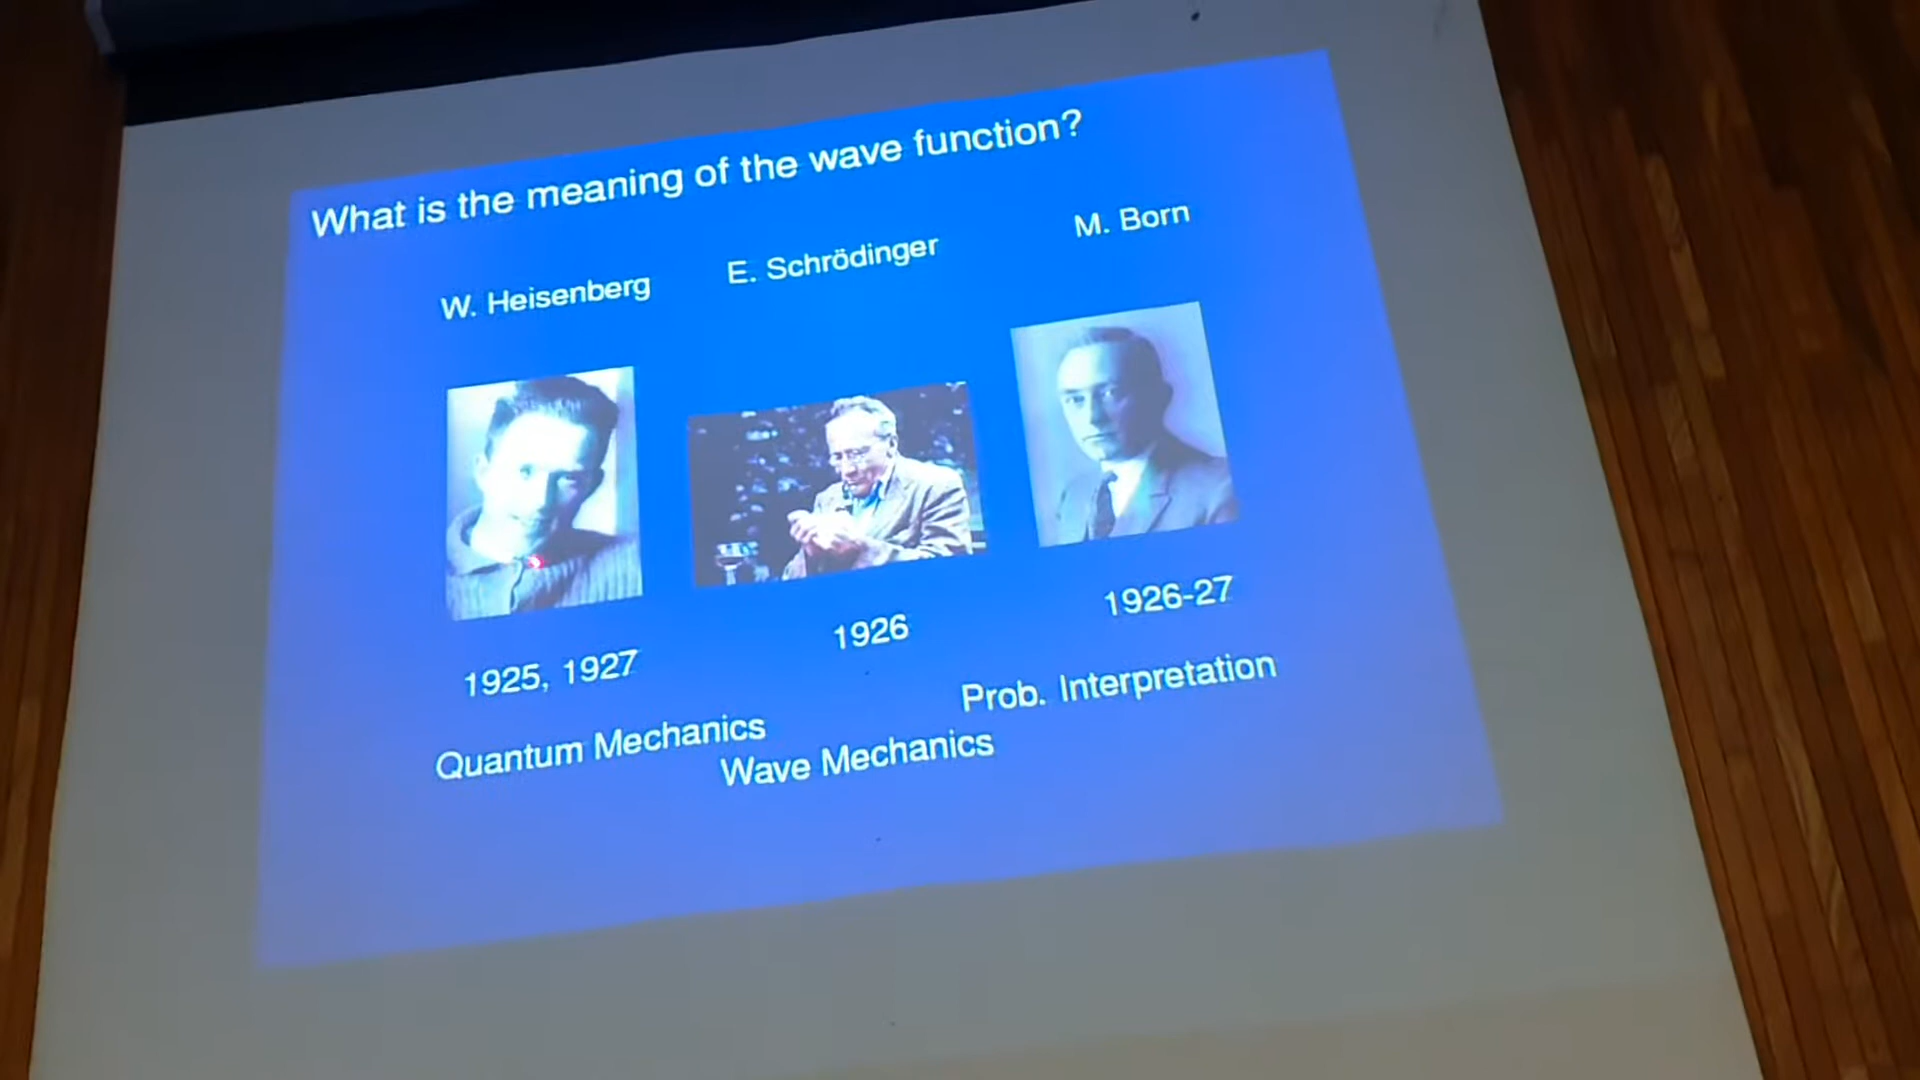 What is the meaning of the wave function?
W. Heisenberg
E. Schrödinger
M. Born
1925, 1927
1926
1926-27
Quantum Mechanics
Wave Mechanics
Prob. Interpretation